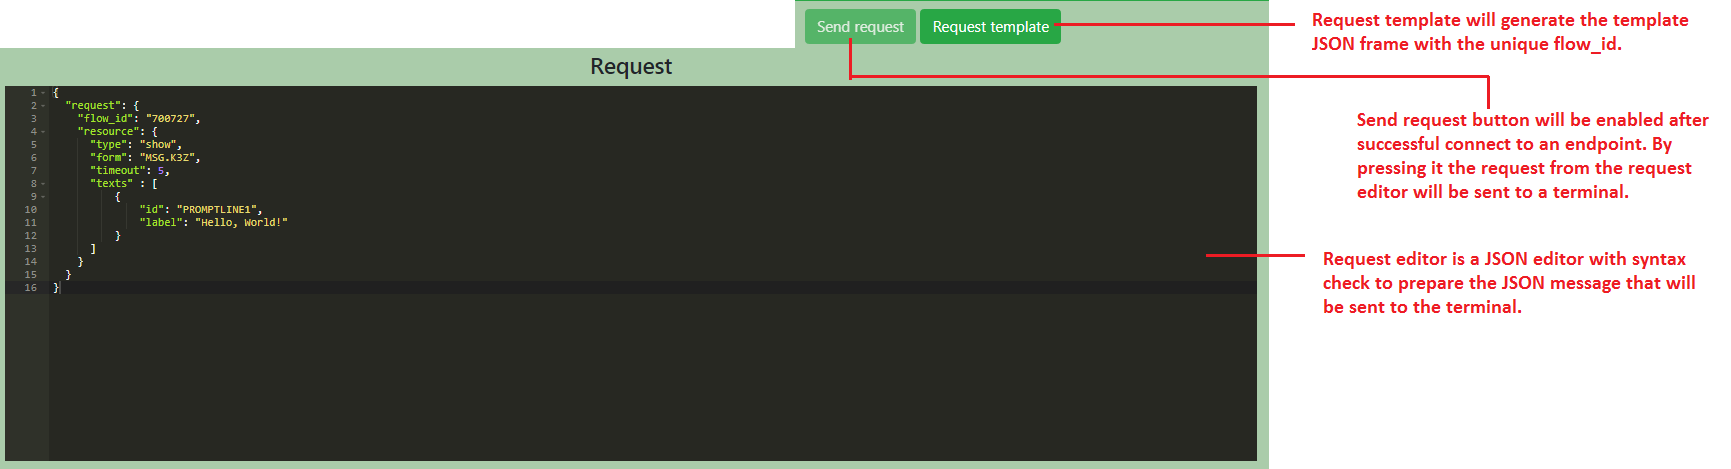 Send request
Request template
Request template will generate the template
JSON frame with the unique flow_id.
Request
Send request button will be enabled after
successful connect to an endpoint. By
pressing it the request from the request
editor will be sent to a terminal.
Request editor is a JSON editor with syntax
check to prepare the JSON message that will
be sent to the terminal.
1 {
2 "request": {
3 "flow_id": "700727",
4 "resource": {
5 "type": "show",
6 "form": "MSG.K3Z",
7 "timeout": 5,
8 "texts" : [
9 {
10 "id": "PROMPTLINE1",
11 "label": "Hello, World!"
12 }
13 ]
14 }
15 }
16 }